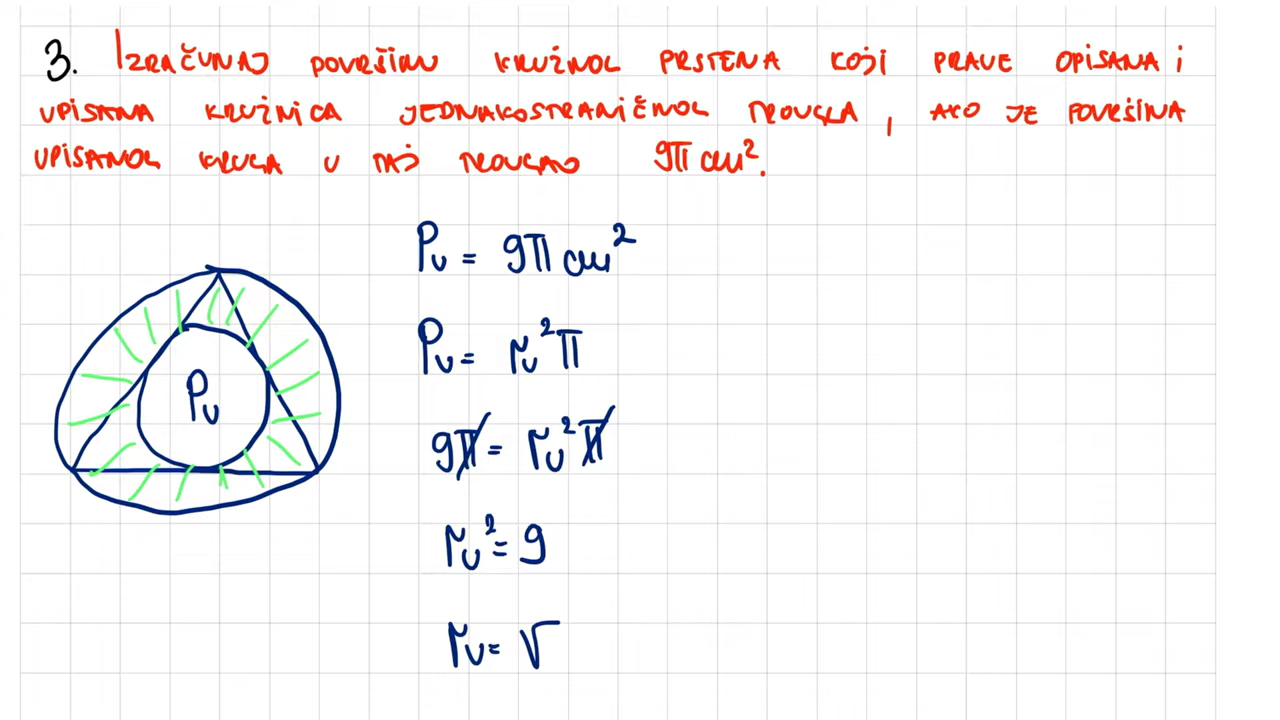 3. IZRAČUNAJ POVRŠINU KRUŽNOG PRSTENA KOJI PRAVE OPISANA I
UPISANA KRUŽNICA JEDNAKOSTRANIČNOG TROUGLA, AKO JE POVRŠINA
UPISANOG KRUGA U TAJ TROUGAO 9π cm².
Pᵤ = 9π cm²
Pᵤ = rᵤ²π
9π = rᵤ²π
rᵤ² = 9
rᵤ = √
Pᵤ